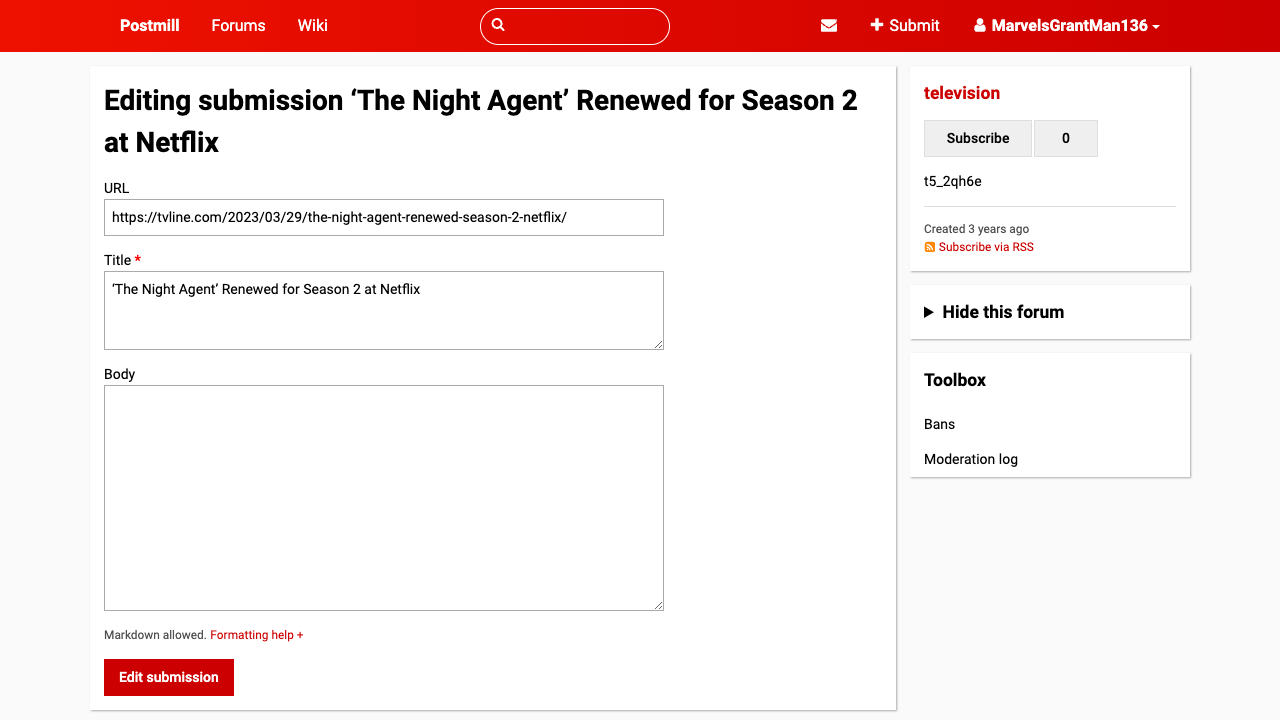 Postmill Forums Wiki Submit MarvelsGrantMan136
Editing submission ‘The Night Agent’ Renewed for Season 2
at Netflix
URL
https://tvline.com/2023/03/29/the-night-agent-renewed-season-2-netflix/
Title *
‘The Night Agent’ Renewed for Season 2 at Netflix
Body
Markdown allowed. Formatting help +
Edit submission
television
Subscribe 0
t5_2qh6e
Created 3 years ago
Subscribe via RSS
Hide this forum
Toolbox
Bans
Moderation log